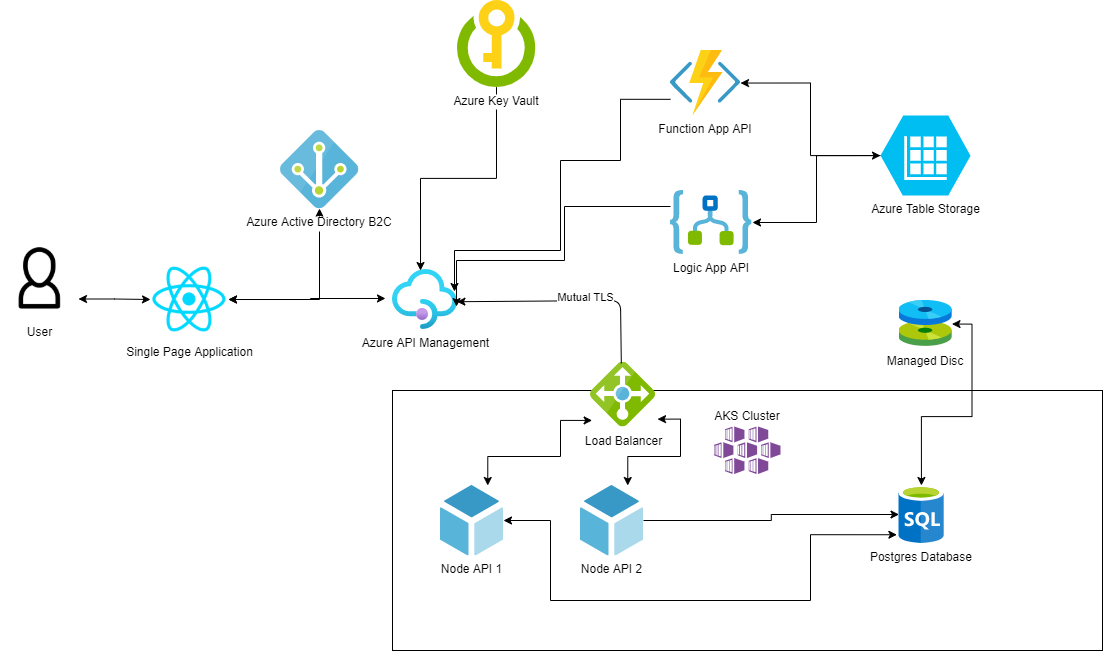 Azure Key Vault
Function App API
Azure Active Directory B2C
Azure Table Storage
Logic App API
User
Single Page Application
Azure API Management
Mutual TLS
Managed Disc
Load Balancer
AKS Cluster
SQL
Node API 1
Node API 2
Postgres Database